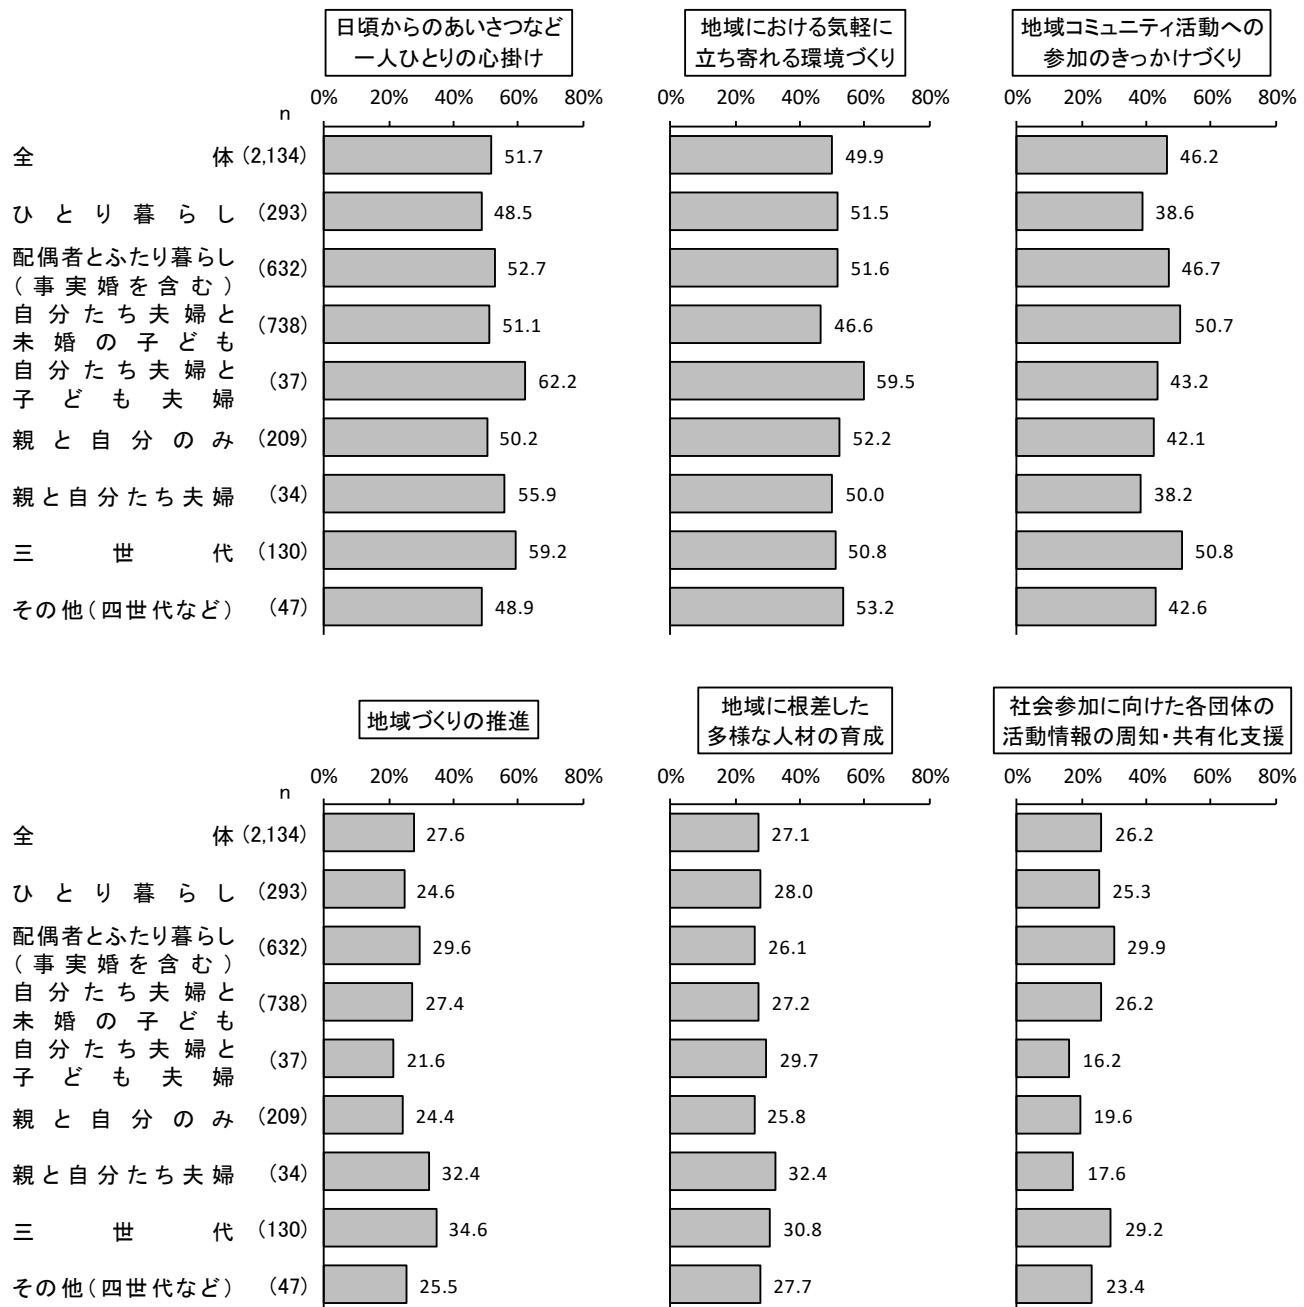 日頃からのあいさつなど
一人ひとりの心掛け
地域における気軽に
立ち寄れる環境づくり
地域コミュニティ活動への
参加のきっかけづくり
n 0% 20% 40% 60% 80% 0% 20% 40% 60% 80% 0% 20% 40% 60% 80%
全体 (2,134) 51.7 49.9 46.2
ひとり暮らし (293) 48.5 51.5 38.6
配偶者とふたり暮らし
(事実婚を含む) (632) 52.7 51.6 46.7
自分たち夫婦と
未婚の子ども (738) 51.1 46.6 50.7
自分たち夫婦と
子ども夫婦 (37) 62.2 59.5 43.2
親と自分のみ (209) 50.2 52.2 42.1
親と自分たち夫婦 (34) 55.9 50.0 38.2
三世代 (130) 59.2 50.8 50.8
その他(四世代など) (47) 48.9 53.2 42.6
地域づくりの推進
地域に根差した
多様な人材の育成
社会参加に向けた各団体の
活動情報の周知・共有化支援
n 0% 20% 40% 60% 80% 0% 20% 40% 60% 80% 0% 20% 40% 60% 80%
全体 (2,134) 27.6 27.1 26.2
ひとり暮らし (293) 24.6 28.0 25.3
配偶者とふたり暮らし
(事実婚を含む) (632) 29.6 26.1 29.9
自分たち夫婦と
未婚の子ども (738) 27.4 27.2 26.2
自分たち夫婦と
子ども夫婦 (37) 21.6 29.7 16.2
親と自分のみ (209) 24.4 25.8 19.6
親と自分たち夫婦 (34) 32.4 32.4 17.6
三世代 (130) 34.6 30.8 29.2
その他(四世代など) (47) 25.5 27.7 23.4